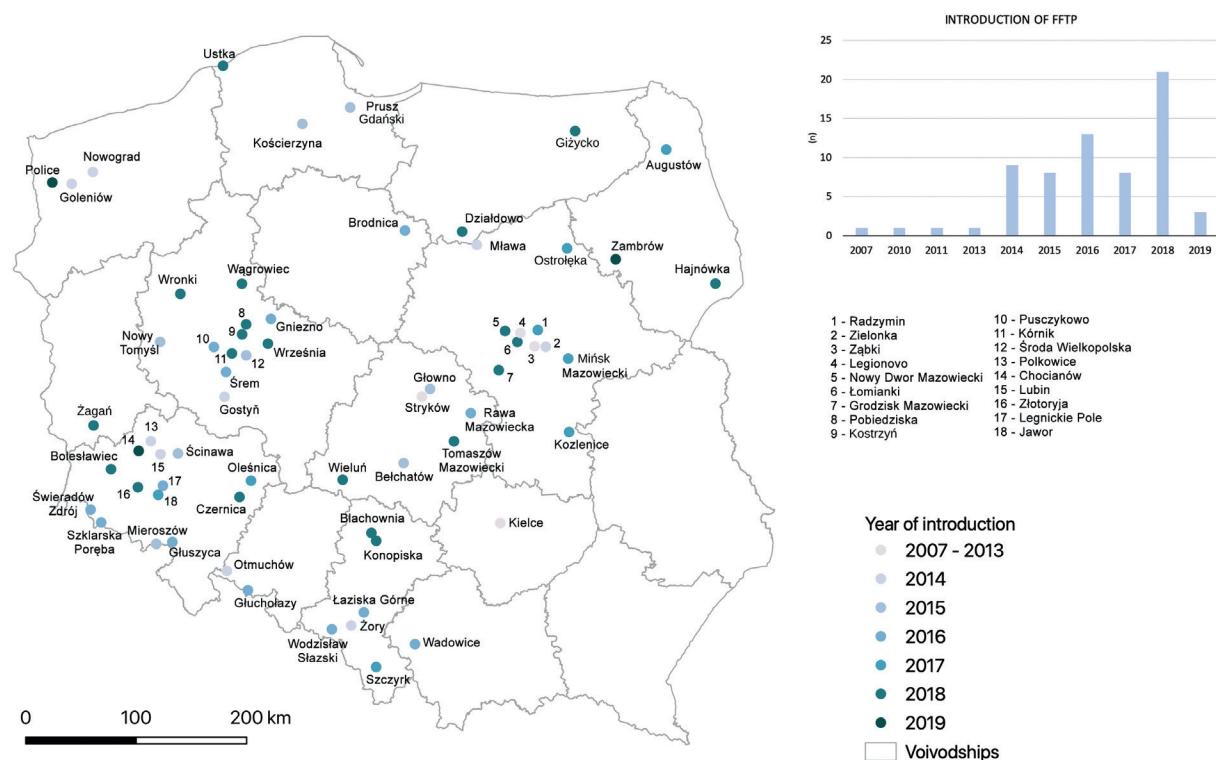 Ustka
Prusz
Gdański
Kościerzyna
Giżycko
Augustów
Nowograd
Police
Goleniów
Brodnica
Działdowo
Mława
Ostrołęka
Zambrów
Hajnówka
Wronki
Wągrowiec
8
9
Gniezno
10
11
12
Września
Nowy
Tomyśl
Śrem
Gostyń
5
4
1
6
3
2
7
Mińsk
Mazowiecki
Głowno
Stryków
Rawa
Mazowiecka
Kozlenice
Tomaszów
Mazowiecki
Bełchatów
Wieluń
Żagań
13
14
15
Ścinawa
Bolesławiec
Oleśnica
16
17
18
Czernica
Świeradów
Zdrój
Szklarska
Poręba
Mieroszów
Głuszyca
Kielce
Blachownia
Konopiska
Otmuchów
Głuchołazy
Łaziska Górne
Żory
Wodzisław
Słazski
Wadowice
Szczyrk
0
100
200 km
INTRODUCTION OF FFTP
25
20
15
10
5
0
(n)
2007 2010 2011 2013 2014 2015 2016 2017 2018 2019
1 - Radzymin
2 - Zielonka
3 - Ząbki
4 - Legionovo
5 - Nowy Dwor Mazowiecki
6 - Łomianki
7 - Grodzisk Mazowiecki
8 - Pobiedziska
9 - Kostrzyń
10 - Pusczykowo
11 - Kórnik
12 - Środa Wielkopolska
13 - Polkowice
14 - Chocianów
15 - Lubin
16 - Złotoryja
17 - Legnickie Pole
18 - Jawor
Year of introduction
2007 - 2013
2014
2015
2016
2017
2018
2019
Voivodships